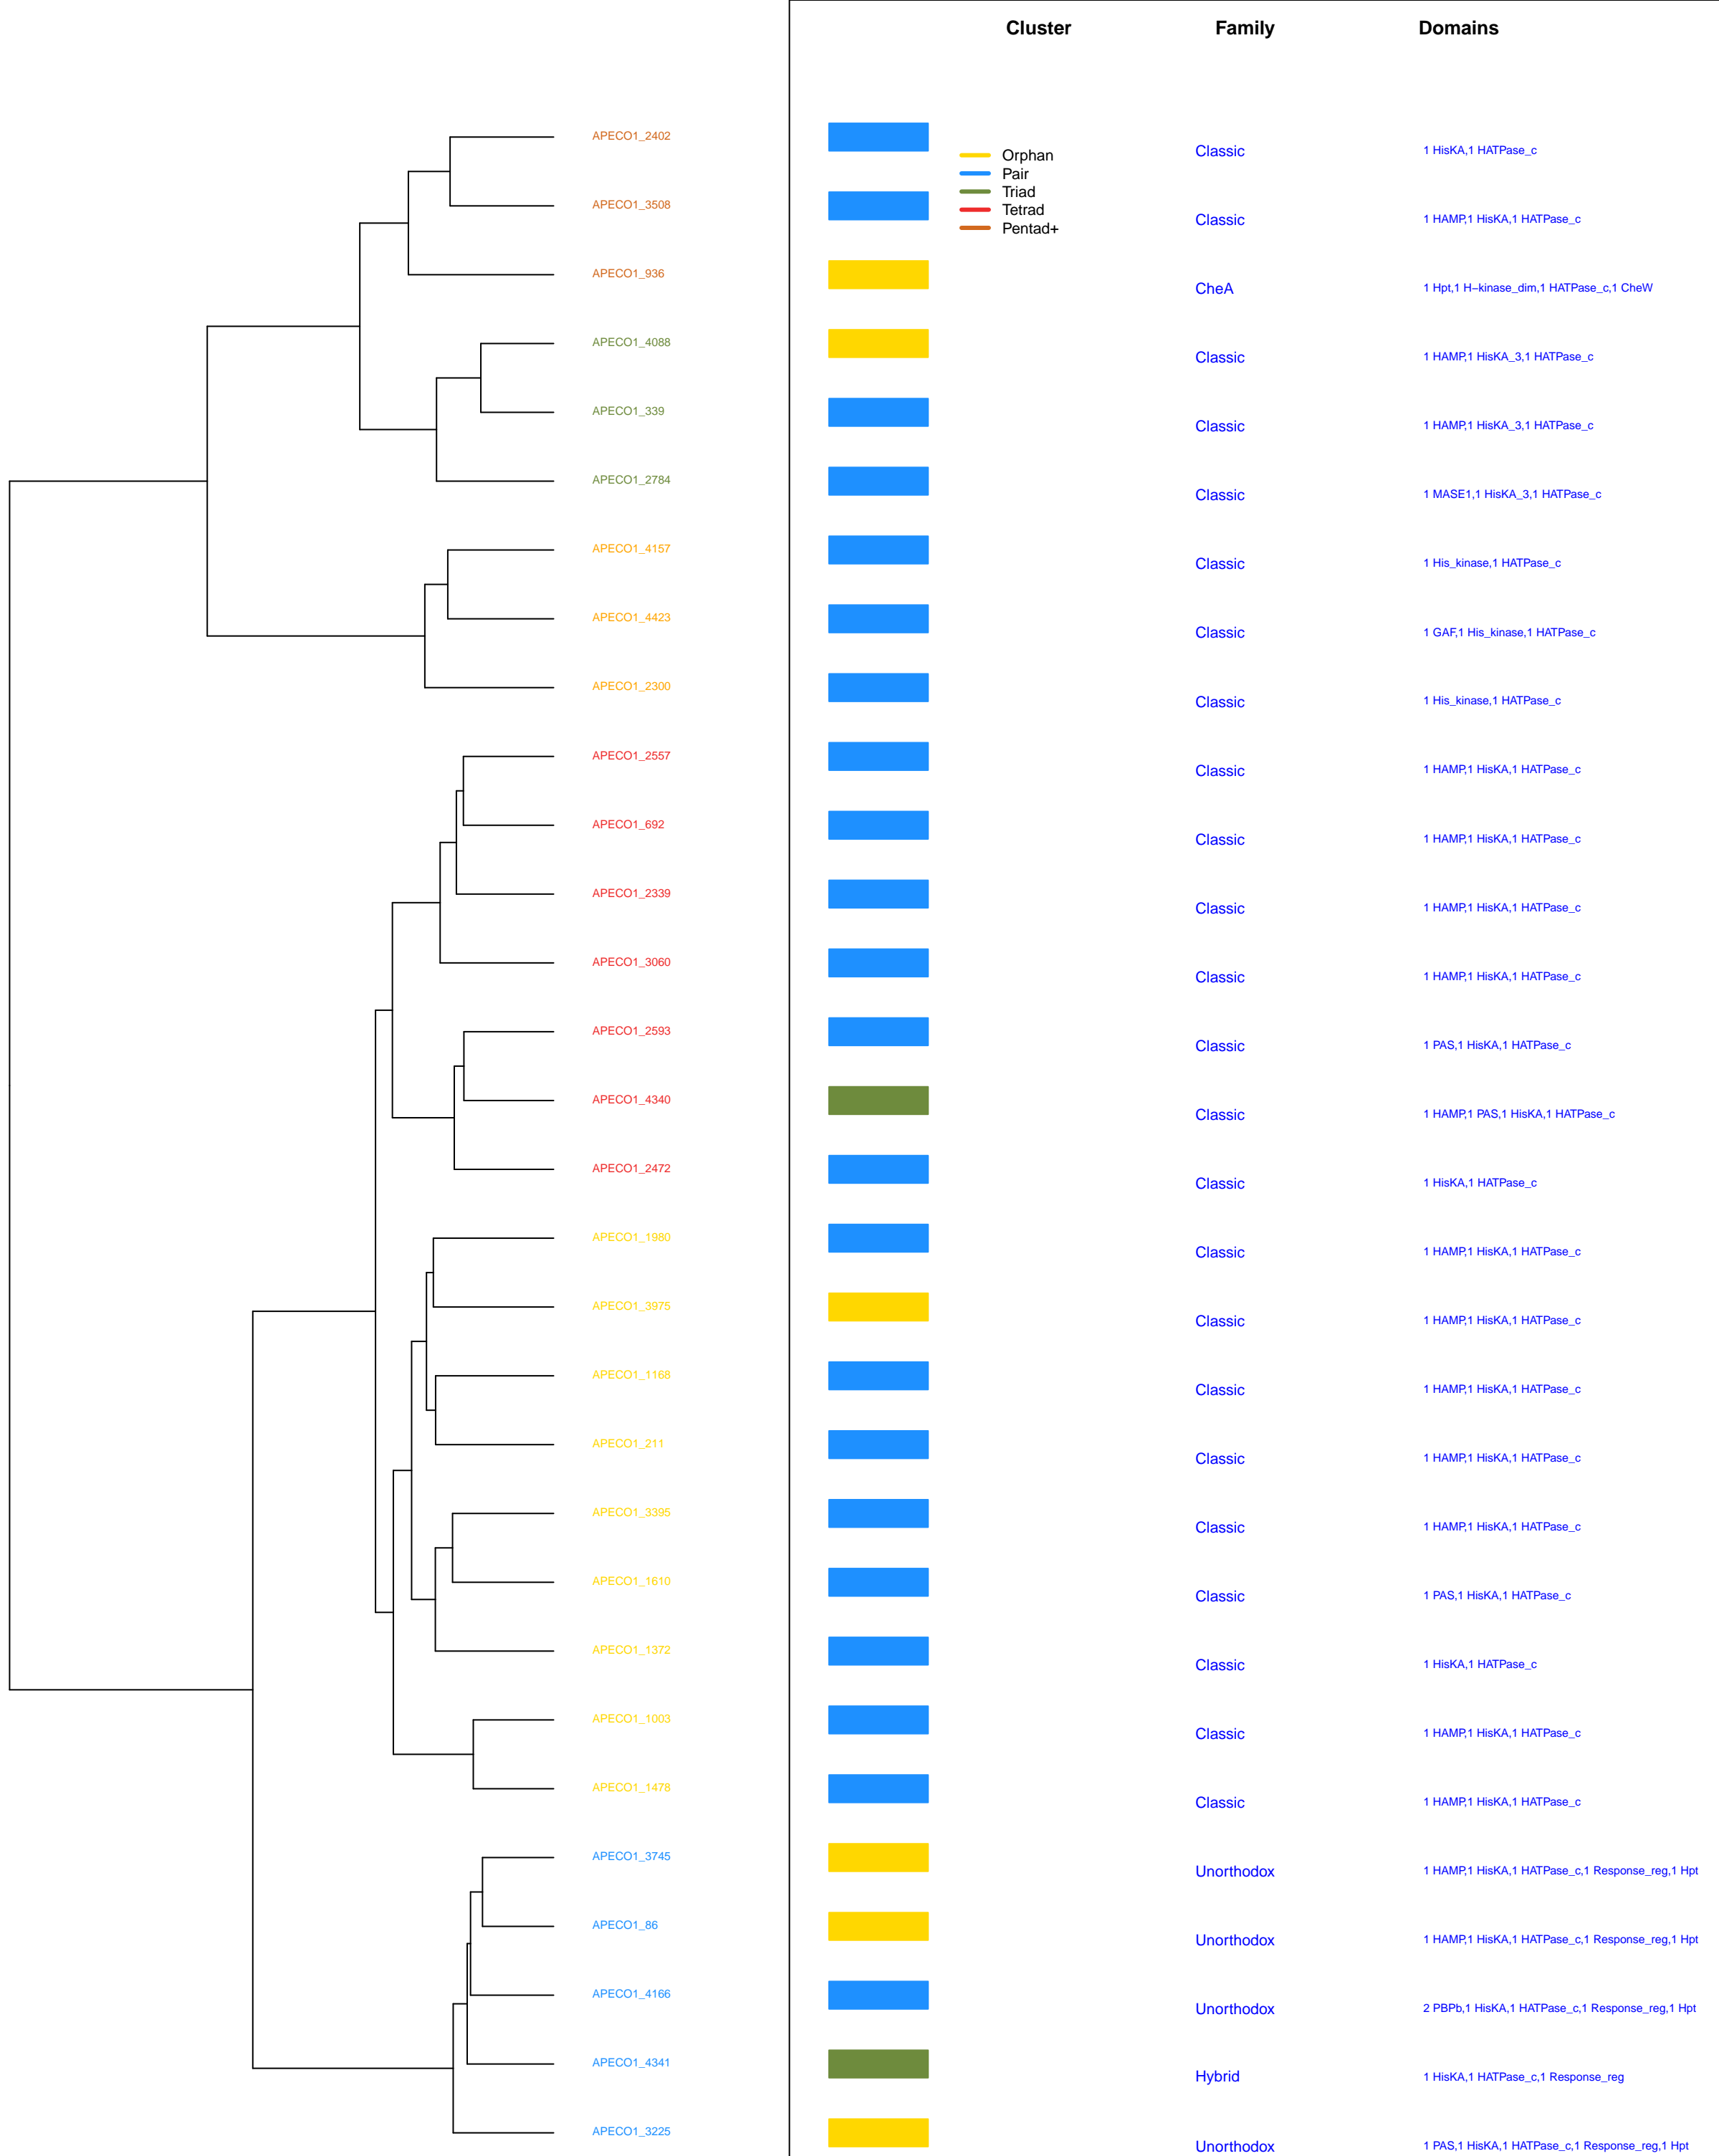 Cluster Family Domains
APECO1_2402 Classic 1 HisKA,1 HATPase_c
Orphan
Pair
Triad
Tetrad
Pentad+
APECO1_3508 Classic 1 HAMP,1 HisKA,1 HATPase_c
APECO1_936 CheA 1 Hpt,1 H−kinase_dim,1 HATPase_c,1 CheW
APECO1_4088 Classic 1 HAMP,1 HisKA_3,1 HATPase_c
APECO1_339 Classic 1 HAMP,1 HisKA_3,1 HATPase_c
APECO1_2784 Classic 1 MASE1,1 HisKA_3,1 HATPase_c
APECO1_4157 Classic 1 His_kinase,1 HATPase_c
APECO1_4423 Classic 1 GAF,1 His_kinase,1 HATPase_c
APECO1_2300 Classic 1 His_kinase,1 HATPase_c
APECO1_2557 Classic 1 HAMP,1 HisKA,1 HATPase_c
APECO1_692 Classic 1 HAMP,1 HisKA,1 HATPase_c
APECO1_2339 Classic 1 HAMP,1 HisKA,1 HATPase_c
APECO1_3060 Classic 1 HAMP,1 HisKA,1 HATPase_c
APECO1_2593 Classic 1 PAS,1 HisKA,1 HATPase_c
APECO1_4340 Classic 1 HAMP,1 PAS,1 HisKA,1 HATPase_c
APECO1_2472 Classic 1 HisKA,1 HATPase_c
APECO1_1980 Classic 1 HAMP,1 HisKA,1 HATPase_c
APECO1_3975 Classic 1 HAMP,1 HisKA,1 HATPase_c
APECO1_1168 Classic 1 HAMP,1 HisKA,1 HATPase_c
APECO1_211 Classic 1 HAMP,1 HisKA,1 HATPase_c
APECO1_3395 Classic 1 HAMP,1 HisKA,1 HATPase_c
APECO1_1610 Classic 1 PAS,1 HisKA,1 HATPase_c
APECO1_1372 Classic 1 HisKA,1 HATPase_c
APECO1_1003 Classic 1 HAMP,1 HisKA,1 HATPase_c
APECO1_1478 Classic 1 HAMP,1 HisKA,1 HATPase_c
APECO1_3745 Unorthodox 1 HAMP,1 HisKA,1 HATPase_c,1 Response_reg,1 Hpt
APECO1_86 Unorthodox 1 HAMP,1 HisKA,1 HATPase_c,1 Response_reg,1 Hpt
APECO1_4166 Unorthodox 2 PBPb,1 HisKA,1 HATPase_c,1 Response_reg,1 Hpt
APECO1_4341 Hybrid 1 HisKA,1 HATPase_c,1 Response_reg
APECO1_3225 Unorthodox 1 PAS,1 HisKA,1 HATPase_c,1 Response_reg,1 Hpt